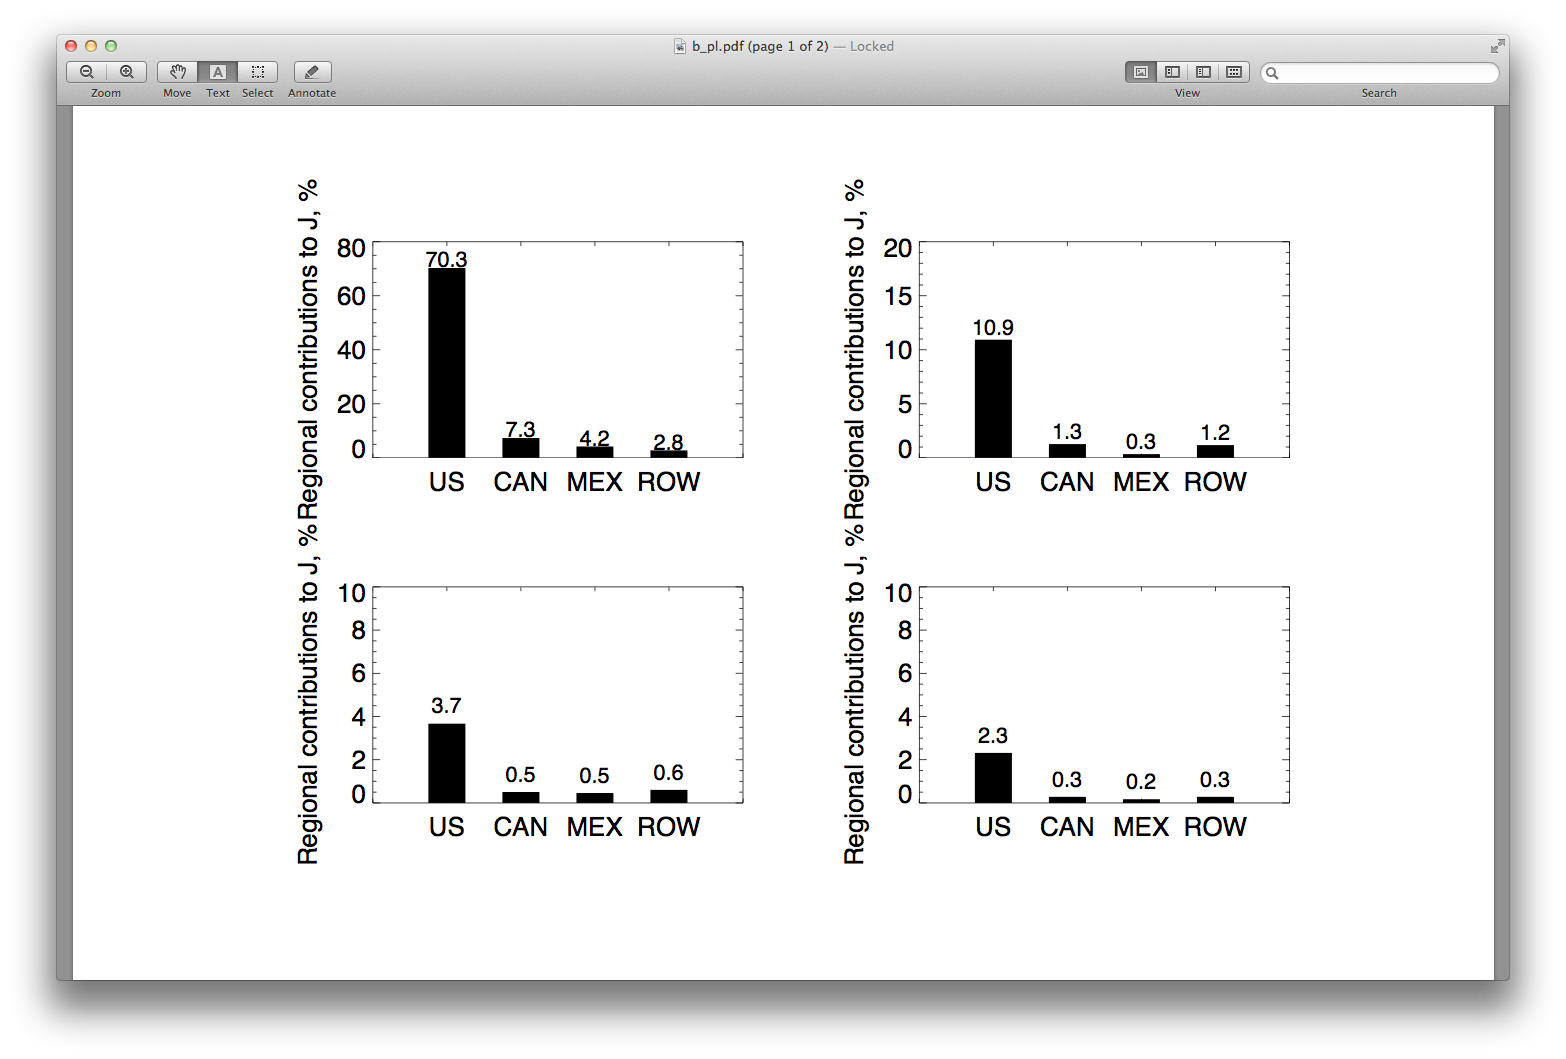 b_pl.pdf (page 1 of 2) — Locked
Zoom
Move
Text
Select
Annotate
View
Search
Regional contributions to J, %
80
60
40
20
0
70.3
7.3
4.2
2.8
US CAN MEX ROW
Regional contributions to J, %
20
15
10
5
0
10.9
1.3
0.3
1.2
US CAN MEX ROW
Regional contributions to J, %
10
8
6
4
2
0
3.7
0.5
0.5
0.6
US CAN MEX ROW
Regional contributions to J, %
10
8
6
4
2
0
2.3
0.3
0.2
0.3
US CAN MEX ROW